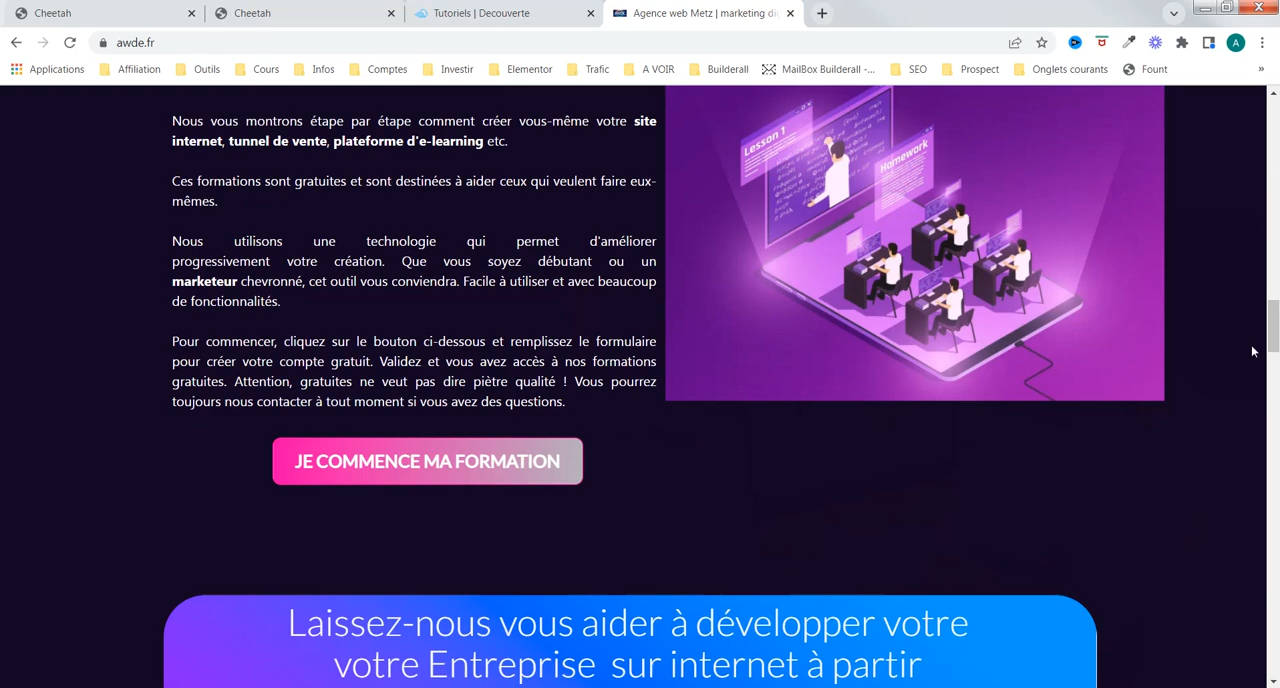 Cheetah
Cheetah
Tutoriels | Decouverte
Agence web Metz | marketing di
awde.fr
A
Applications
Affiliation
Outils
Cours
Infos
Comptes
Investir
Elementor
Trafic
A VOIR
Builderall
MailBox Builderall -...
SEO
Prospect
Onglets courants
Fount
»
Nous vous montrons étape par étape comment créer vous-même votre site
internet, tunnel de vente, plateforme d'e-learning etc.
Ces formations sont gratuites et sont destinées à aider ceux qui veulent faire eux-
mêmes.
Nous utilisons une technologie qui permet d'améliorer
progressivement votre création. Que vous soyez débutant ou un
marketeur chevronné, cet outil vous conviendra. Facile à utiliser et avec beaucoup
de fonctionnalités.
Pour commencer, cliquez sur le bouton ci-dessous et remplissez le formulaire
pour créer votre compte gratuit. Validez et vous avez accès à nos formations
gratuites. Attention, gratuites ne veut pas dire piètre qualité ! Vous pourrez
toujours nous contacter à tout moment si vous avez des questions.
Lesson 1
Homework
JE COMMENCE MA FORMATION
Laissez-nous vous aider à développer votre
votre Entreprise sur internet à partir